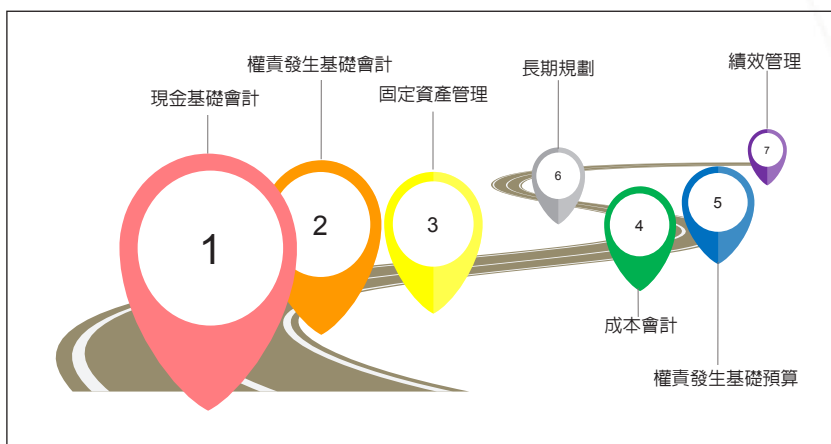 現金基礎會計
權責發生基礎會計
固定資產管理
長期規劃
績效管理
1
2
3
6
4
5
7
成本會計
權責發生基礎預算